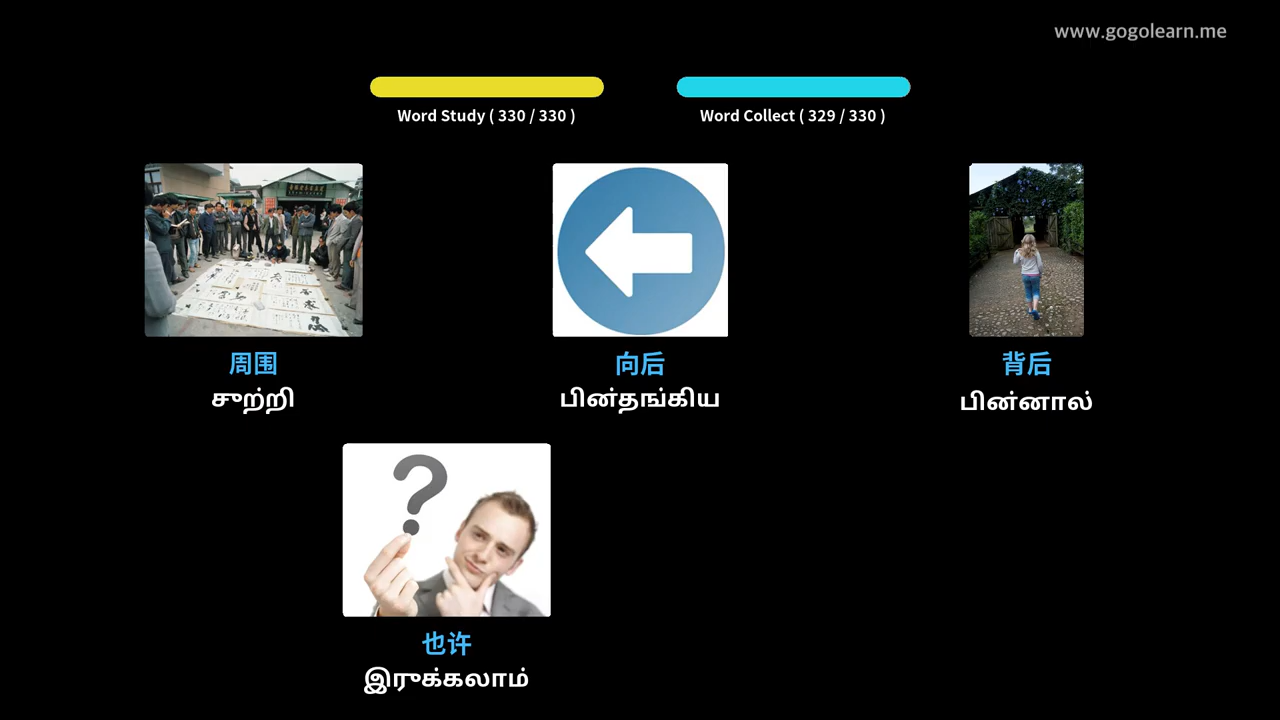 www.gogolearn.me
Word Study ( 330 / 330 )
Word Collect ( 329 / 330 )
周围
சுற்றி
向后
பின்தங்கிய
背后
பின்னால்
也许
இருக்கலாம்